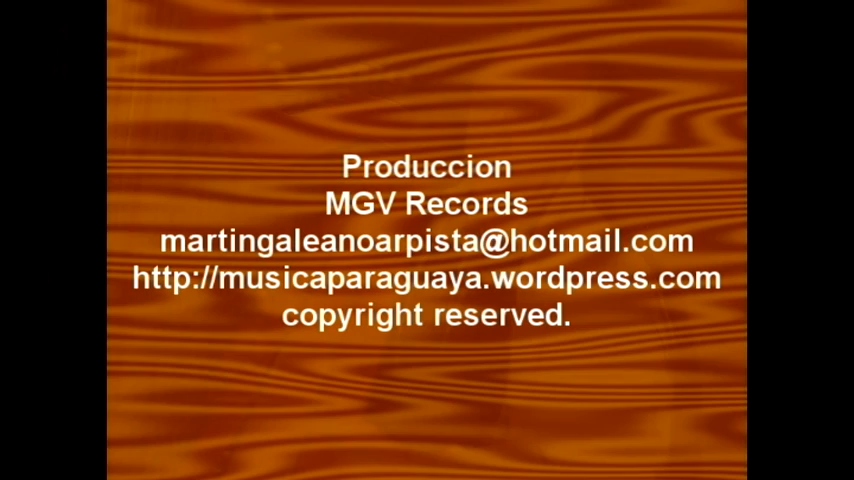 Produccion
MGV Records
martingaleanoarpista@hotmail.com
http://musicaparaguaya.wordpress.com
copyright reserved.